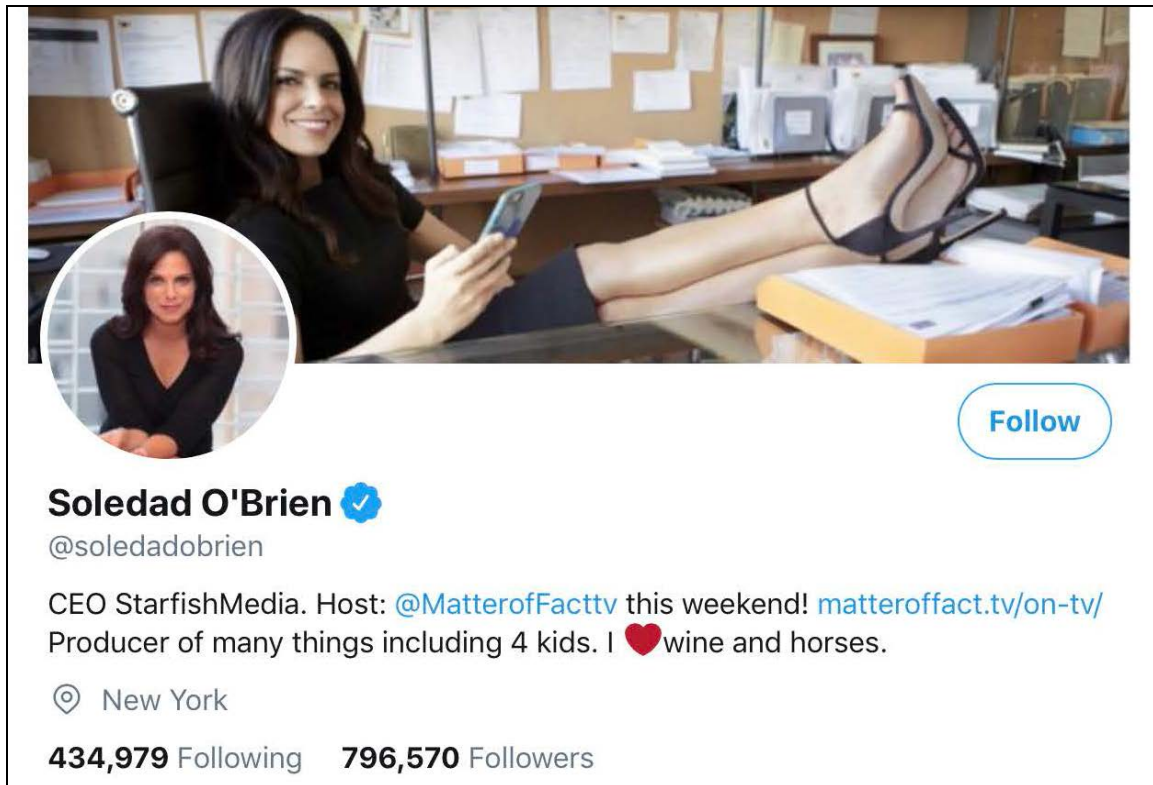 Follow
Soledad O'Brien
@soledadobrien
CEO StarfishMedia. Host: @MatterofFacttv this weekend! matteroffact.tv/on-tv/
Producer of many things including 4 kids. I ❤️wine and horses.
New York
434,979 Following 796,570 Followers